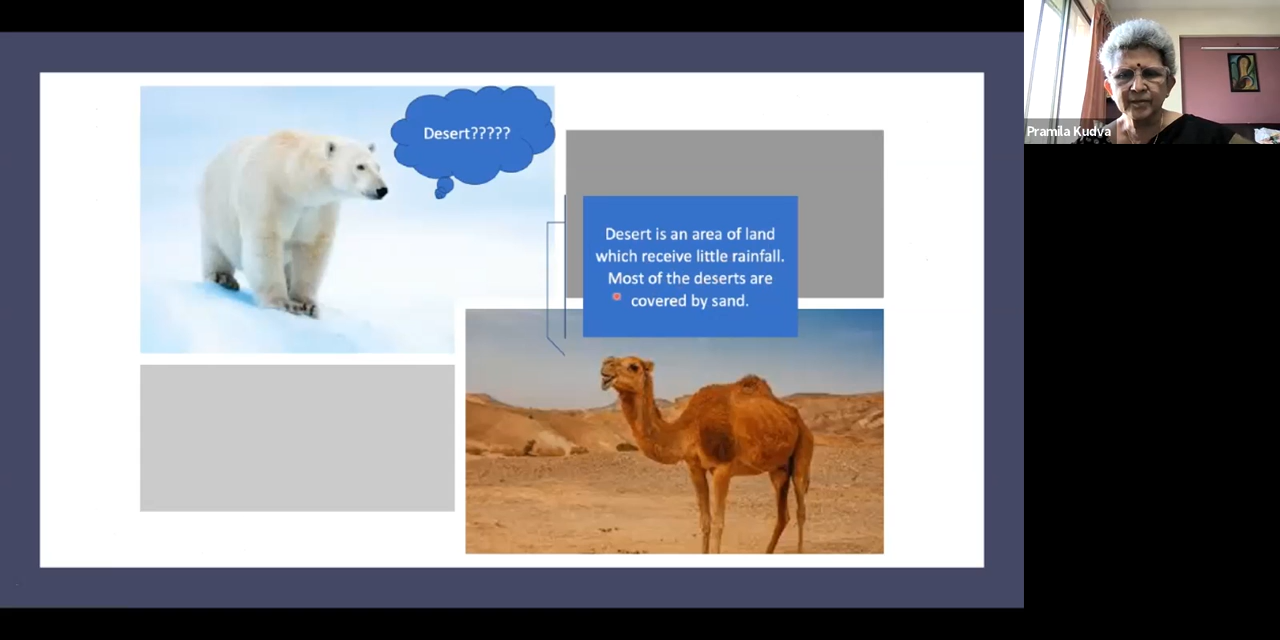 Desert?????
Desert is an area of land
which receive little rainfall.
Most of the deserts are
covered by sand.
Pramila Kudva